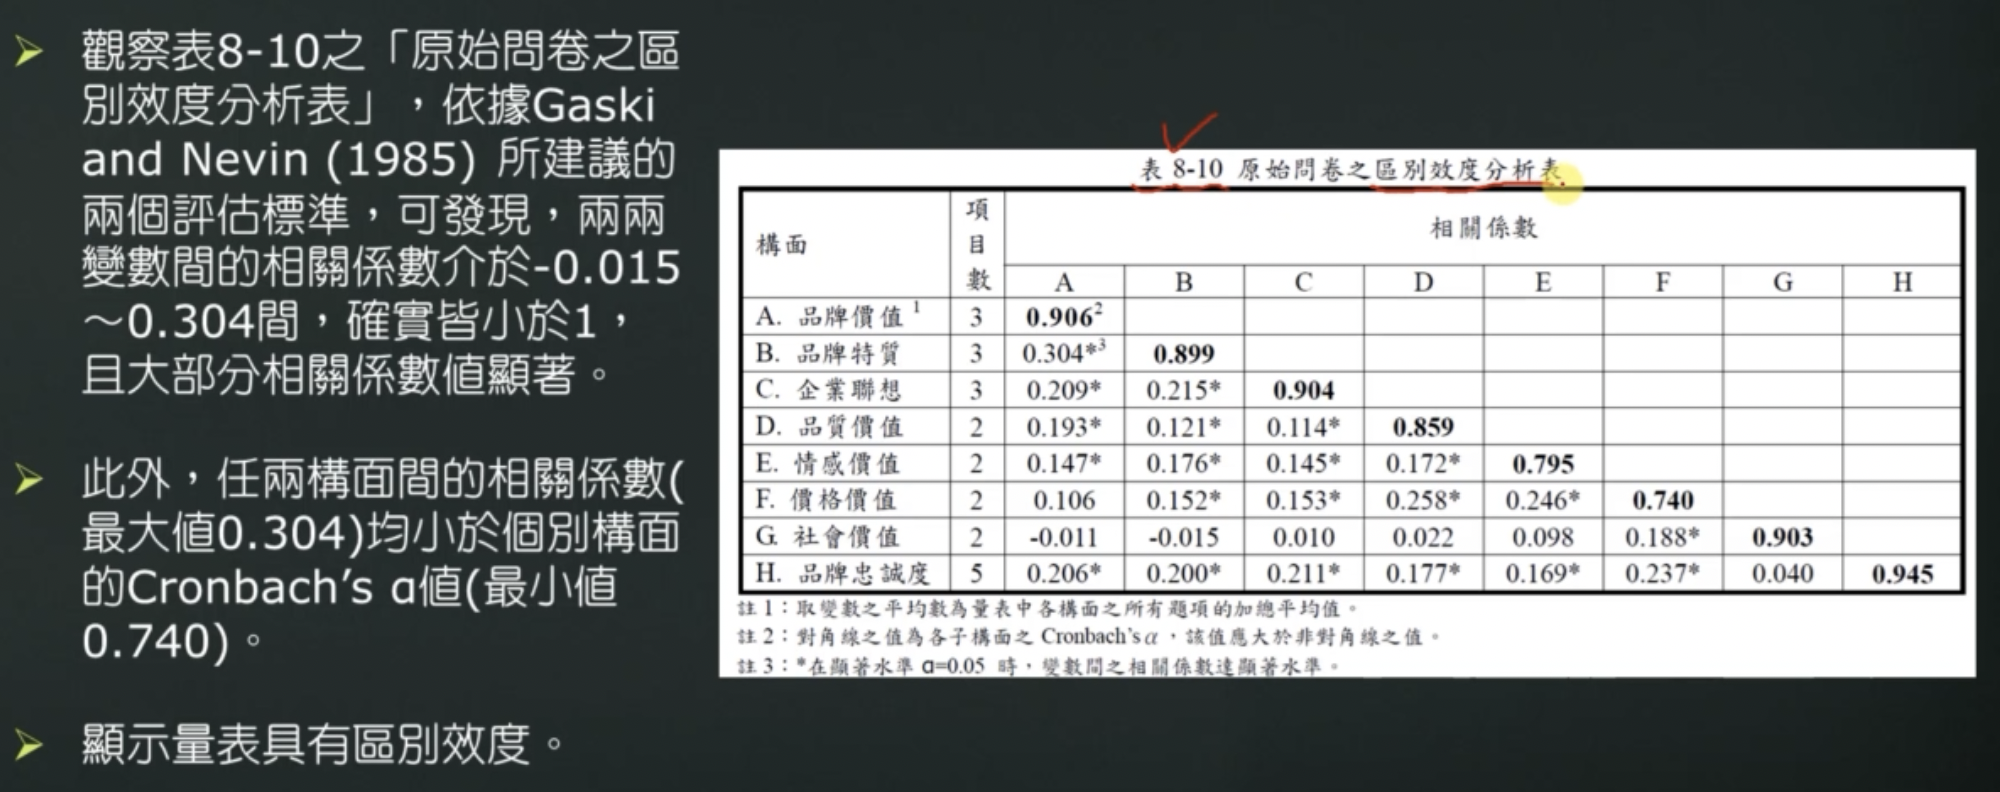 ➢ 觀察表8-10之「原始問卷之區
別效度分析表」，依據Gaski
and Nevin (1985) 所建議的
兩個評估標準，可發現，兩兩
變數間的相關係數介於-0.015
～0.304間，確實皆小於1，
且大部分相關係數值顯著。
➢ 此外，任兩構面間的相關係數(
最大值0.304)均小於個別構面
的Cronbach’s α值(最小值
0.740)。
➢ 顯示量表具有區別效度。
表 8-10 原始問卷之區別效度分析表
構面 項目數 相關係數
A B C D E F G H
A. 品牌價值¹ 3 0.906²
B. 品牌特質 3 0.304*³ 0.899
C. 企業聯想 3 0.209* 0.215* 0.904
D. 品質價值 2 0.193* 0.121* 0.114* 0.859
E. 情感價值 2 0.147* 0.176* 0.145* 0.172* 0.795
F. 價格價值 2 0.106 0.152* 0.153* 0.258* 0.246* 0.740
G. 社會價值 2 -0.011 -0.015 0.010 0.022 0.098 0.188* 0.903
H. 品牌忠誠度 5 0.206* 0.200* 0.211* 0.177* 0.169* 0.237* 0.040 0.945
註 1：取變數之平均數為量表中各構面之所有題項的加總平均值。
註 2：對角線之值為各子構面之 Cronbach’s α，該值應大於非對角線之值。
註 3：*在顯著水準 α=0.05 時，變數間之相關係數達顯著水準。